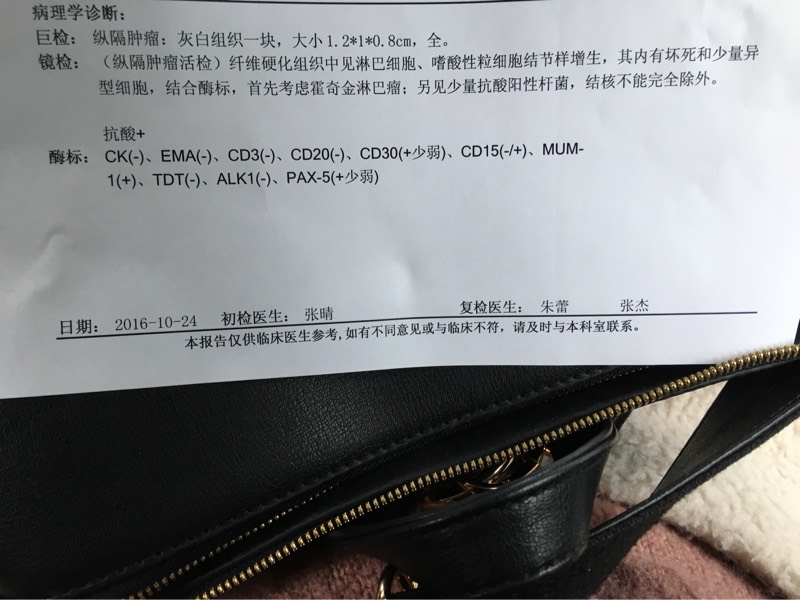 病理学诊断：
巨检： 纵隔肿瘤：灰白组织一块，大小1.2*1*0.8cm，全。
镜检： （纵隔肿瘤活检）纤维硬化组织中见淋巴细胞、嗜酸性粒细胞结节样增生，其内有坏死和少量异
型细胞，结合酶标，首先考虑霍奇金淋巴瘤；另见少量抗酸阳性杆菌，结核不能完全除外。
抗酸+
酶标： CK(-)、EMA(-)、CD3(-)、CD20(-)、CD30(+少弱)、CD15(-/+)、MUM-
1(+)、TDT(-)、ALK1(-)、PAX-5(+少弱)
日期： 2016-10-24 初检医生： 张晴 复检医生： 朱蕾 张杰
本报告仅供临床医生参考,如有不同意见或与临床不符，请及时与本科室联系。